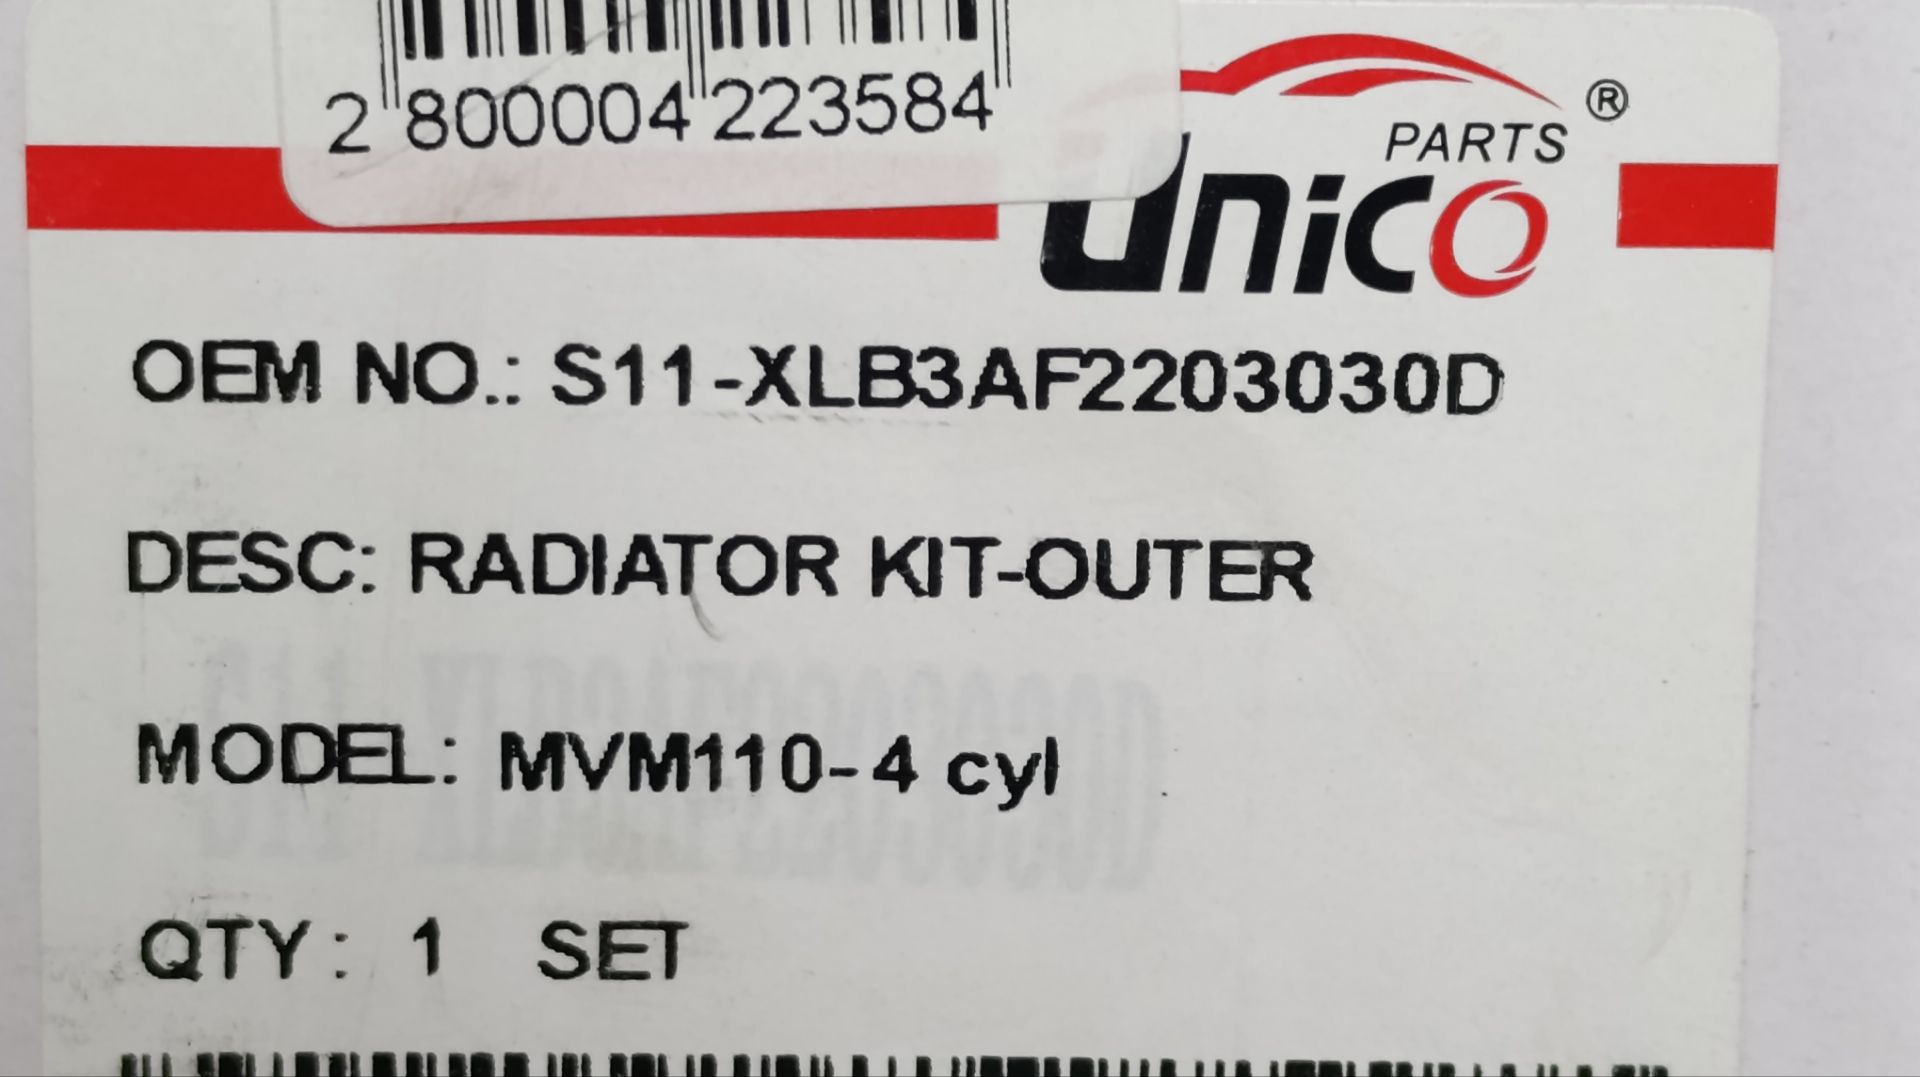 2 800004 223584
PARTS ®
unico
OEM NO.: S11-XLB3AF2203030D
DESC: RADIATOR KIT-OUTER
MODEL: MVM110-4 cyl
QTY: 1 SET